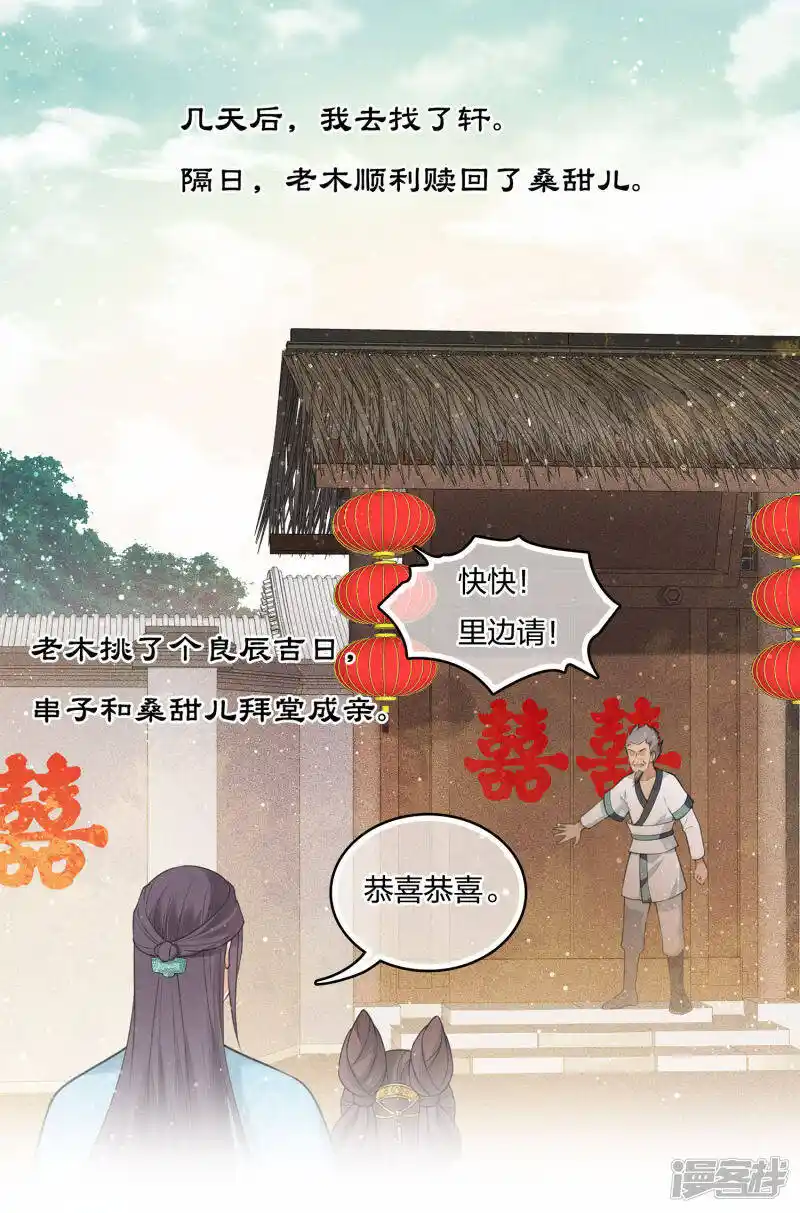 几天后，我去找了轩。
隔日，老木顺利赎回了桑甜儿。
快快！
里边请！
老木挑了个良辰吉日，
串子和桑甜儿拜堂成亲。
囍 囍
囍
恭喜恭喜。
漫客栈